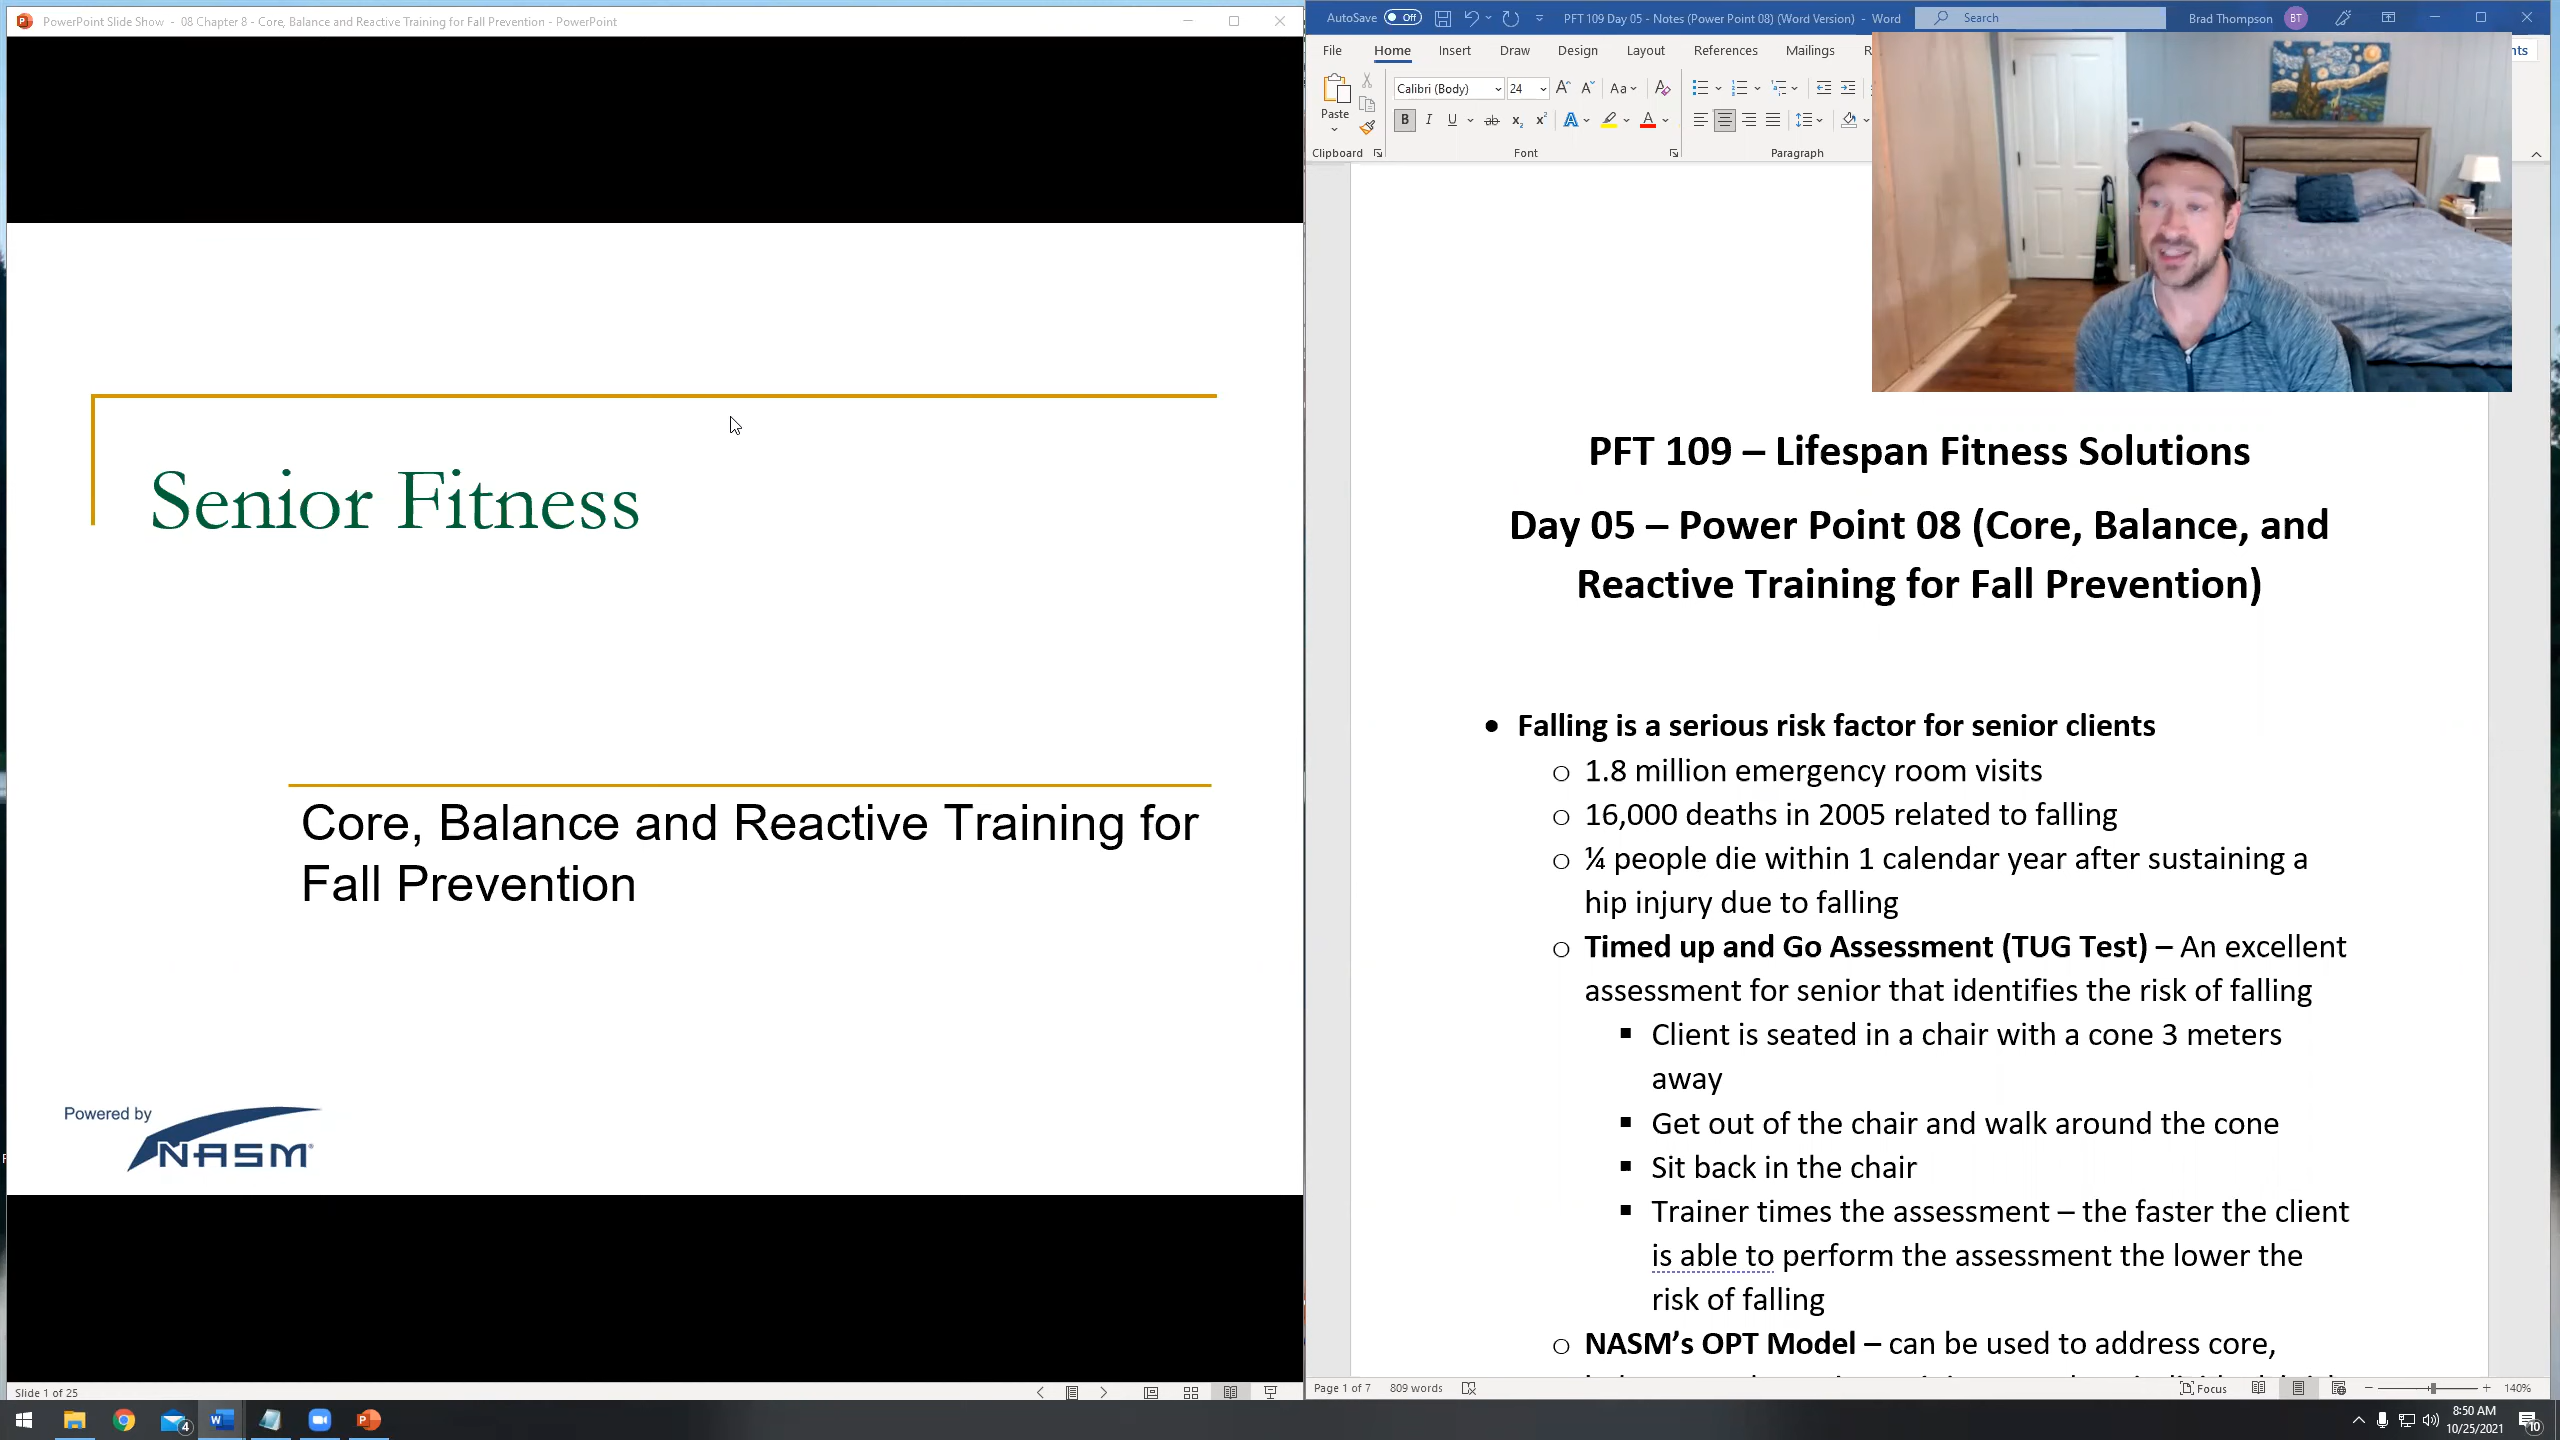 PowerPoint Slide Show - 08 Chapter 8 - Core, Balance and Reactive Training for Fall Prevention - PowerPoint
Senior Fitness
Core, Balance and Reactive Training for
Fall Prevention
Powered by
NASM
Slide 1 of 25
AutoSave Off
PFT 109 Day 05 - Notes (Power Point 08) (Word Version) - Word
Search
Brad Thompson BT
File Home Insert Draw Design Layout References Mailings R
nts
Paste
Calibri (Body) 24
Clipboard Font Paragraph
PFT 109 – Lifespan Fitness Solutions
Day 05 – Power Point 08 (Core, Balance, and
Reactive Training for Fall Prevention)
• Falling is a serious risk factor for senior clients
o 1.8 million emergency room visits
o 16,000 deaths in 2005 related to falling
o ¼ people die within 1 calendar year after sustaining a
hip injury due to falling
o Timed up and Go Assessment (TUG Test) – An excellent
assessment for senior that identifies the risk of falling
▪ Client is seated in a chair with a cone 3 meters
away
▪ Get out of the chair and walk around the cone
▪ Sit back in the chair
▪ Trainer times the assessment – the faster the client
is able to perform the assessment the lower the
risk of falling
o NASM’s OPT Model – can be used to address core,
Page 1 of 7 809 words
Focus
140%
4
8:50 AM
10/25/2021
10